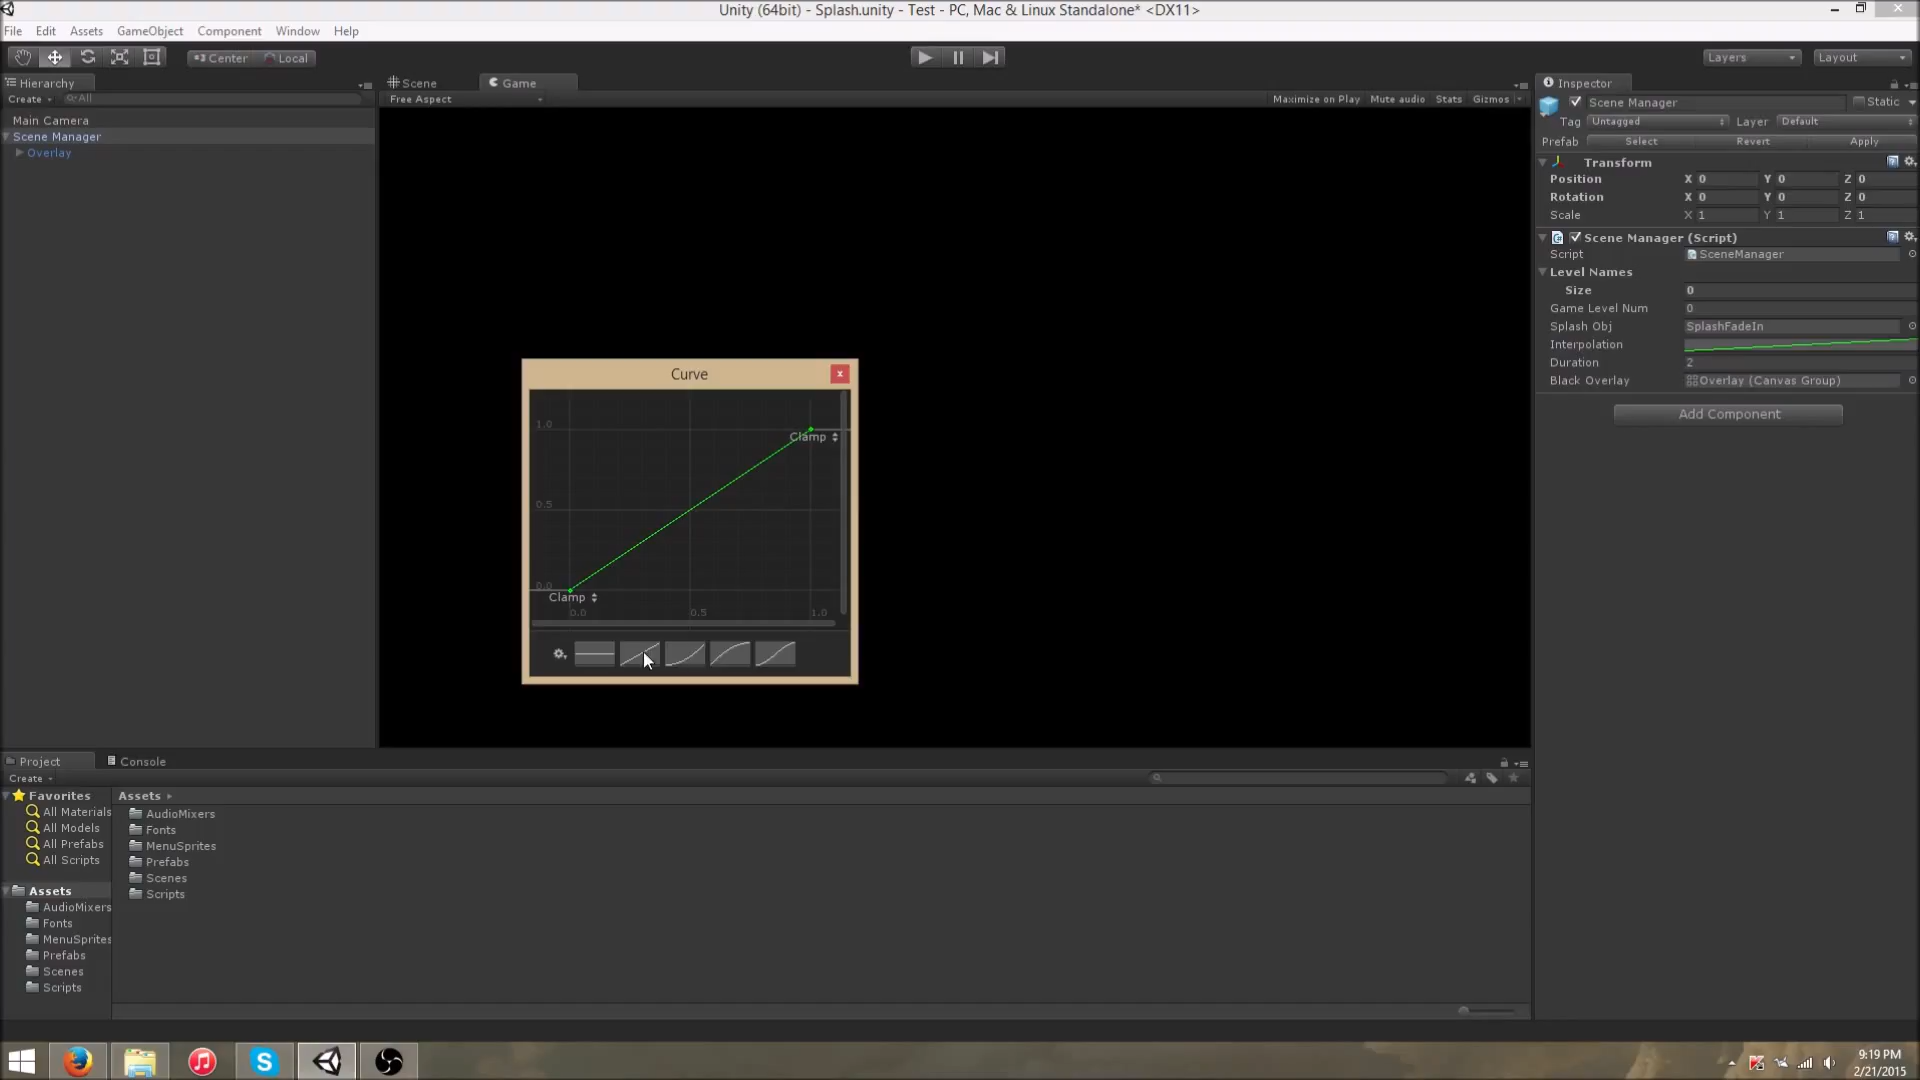 Unity (64bit) - Splash.unity - Test - PC, Mac & Linux Standalone* <DX11>
File Edit Assets GameObject Component Window Help
Center Local Layers Layout
Hierarchy
Create All
Main Camera
Scene Manager
Overlay
Scene Game
Free Aspect Maximize on Play Mute audio Stats Gizmos
Curve
1.0
Clamp
0.5
0.0
Clamp
0.0 0.5 1.0
Inspector
Scene Manager Static
Tag Untagged Layer Default
Prefab Select Revert Apply
Transform
Position X 0 Y 0 Z 0
Rotation X 0 Y 0 Z 0
Scale X 1 Y 1 Z 1
Scene Manager (Script)
Script SceneManager
Level Names
Size 0
Game Level Num 0
Splash Obj SplashFadeIn
Interpolation
Duration 2
Black Overlay Overlay (Canvas Group)
Add Component
Project Console
Create
Favorites
All Materials
All Models
All Prefabs
All Scripts
Assets
AudioMixers
Fonts
MenuSprites
Prefabs
Scenes
Scripts
Assets
AudioMixers
Fonts
MenuSprites
Prefabs
Scenes
Scripts
9:19 PM
2/21/2015